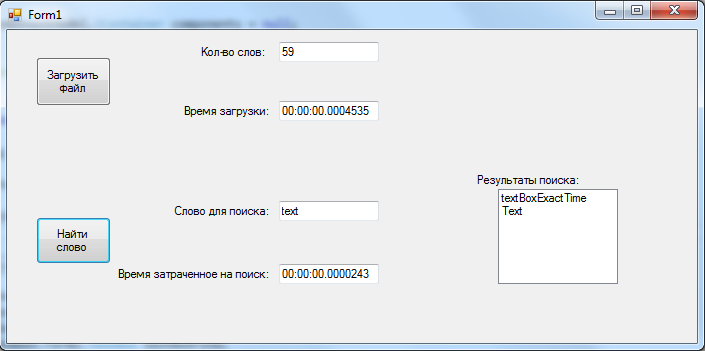 Form1
Кол-во слов: 59
Загрузить
файл
Время загрузки: 00:00:00.0004535
Результаты поиска:
textBoxExactTime
Text
Слово для поиска: text
Найти
слово
Время затраченное на поиск: 00:00:00.0000243